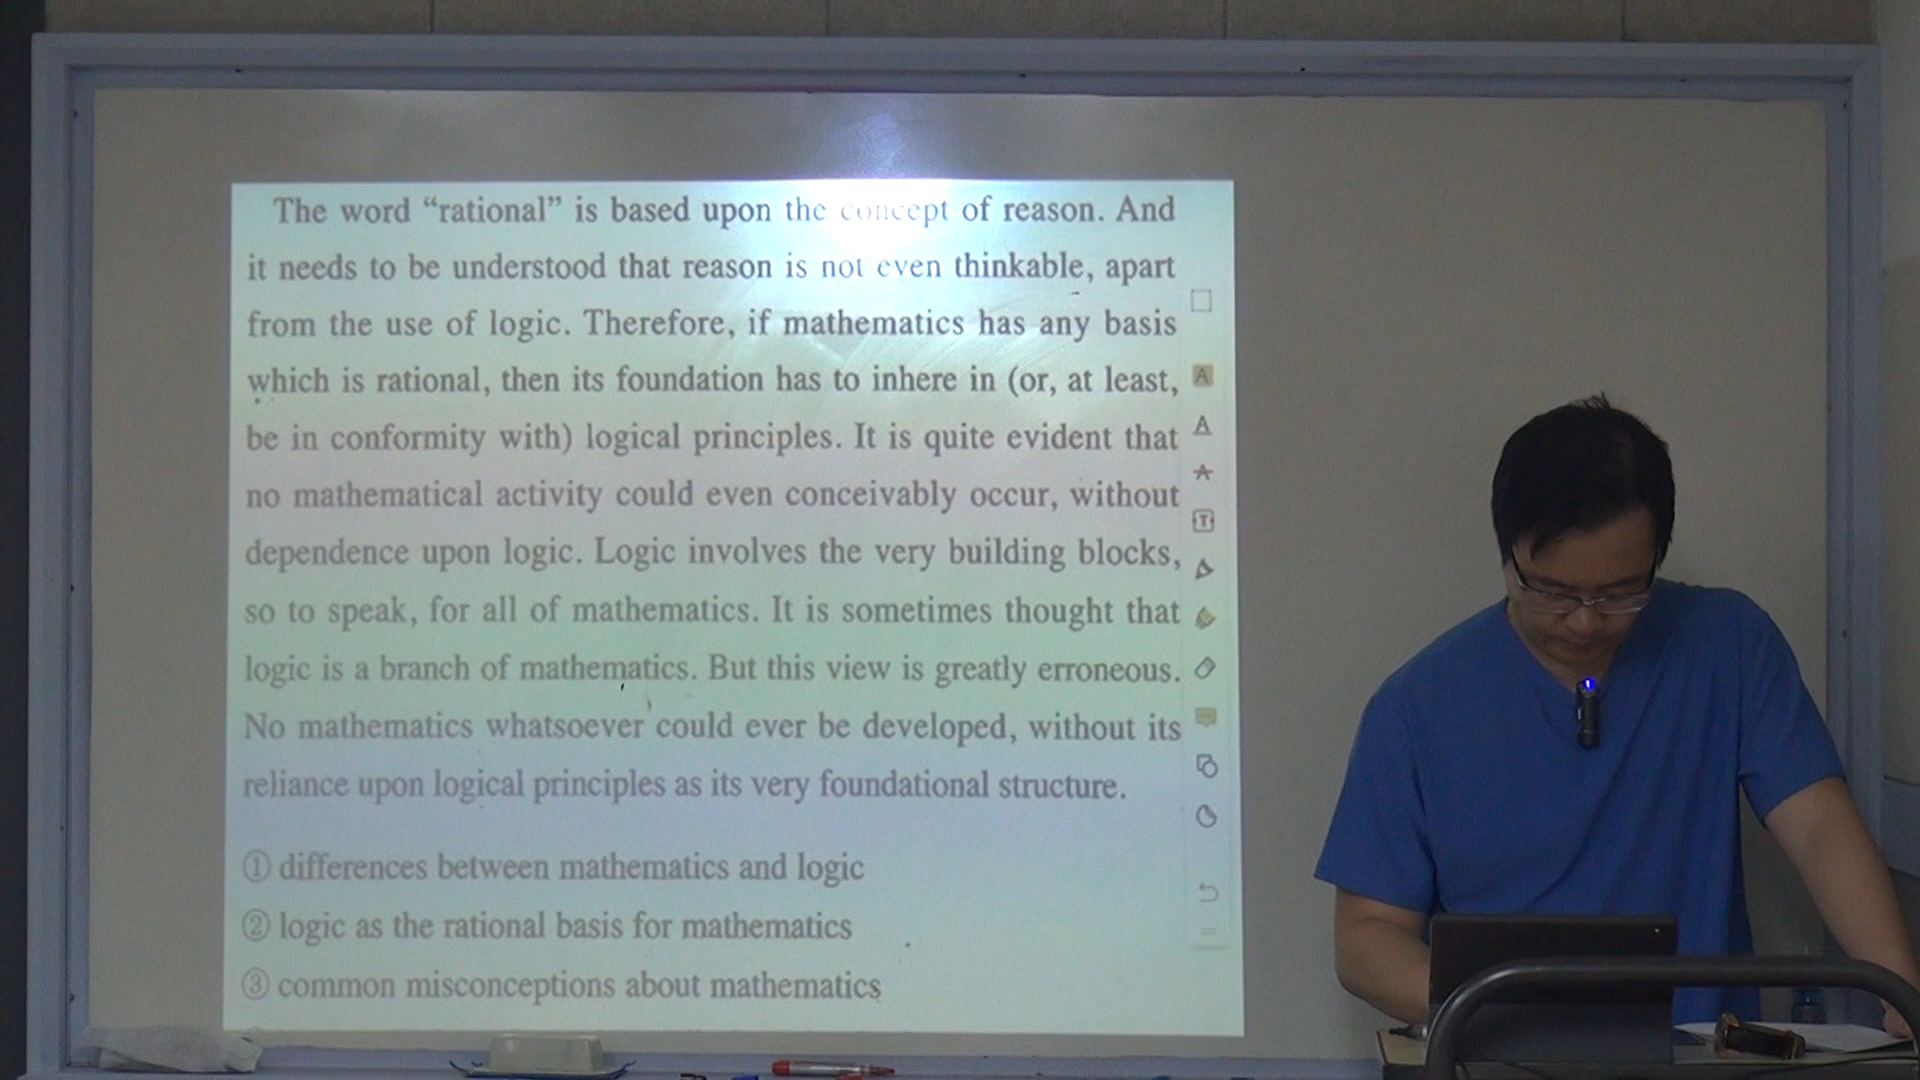 The word “rational” is based upon the concept of reason. And
it needs to be understood that reason is not even thinkable, apart
from the use of logic. Therefore, if mathematics has any basis
which is rational, then its foundation has to inhere in (or, at least,
be in conformity with) logical principles. It is quite evident that
no mathematical activity could even conceivably occur, without
dependence upon logic. Logic involves the very building blocks,
so to speak, for all of mathematics. It is sometimes thought that
logic is a branch of mathematics. But this view is greatly erroneous.
No mathematics whatsoever could ever be developed, without its
reliance upon logical principles as its very foundational structure.
① differences between mathematics and logic
② logic as the rational basis for mathematics
③ common misconceptions about mathematics